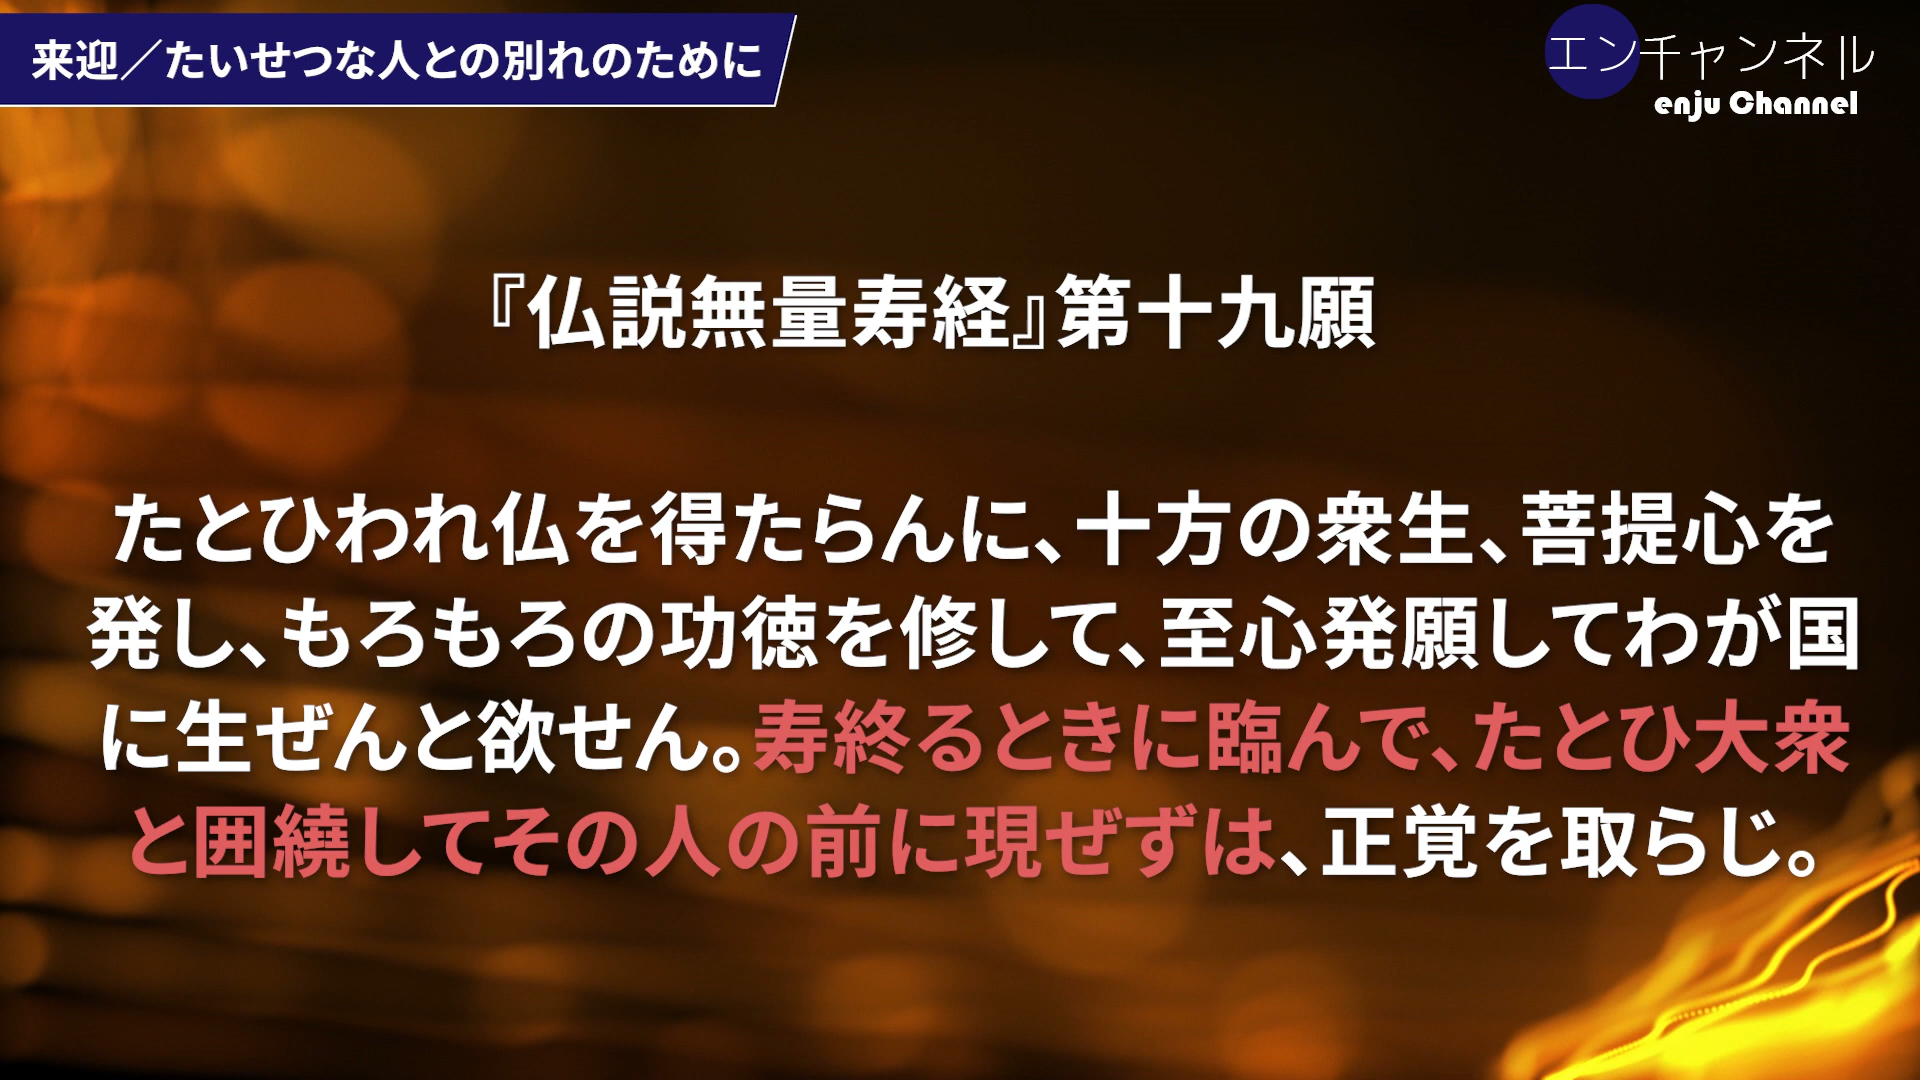 来迎／たいせつな人との別れのために
エンチャンネル
enju Channel
『仏説無量寿経』第十九願
たとひわれ仏を得たらんに、十方の衆生、菩提心を
発し、もろもろの功徳を修して、至心発願してわが国
に生ぜんと欲せん。寿終るときに臨んで、たとひ大衆
と囲繞してその人の前に現ぜずは、正覚を取らじ。